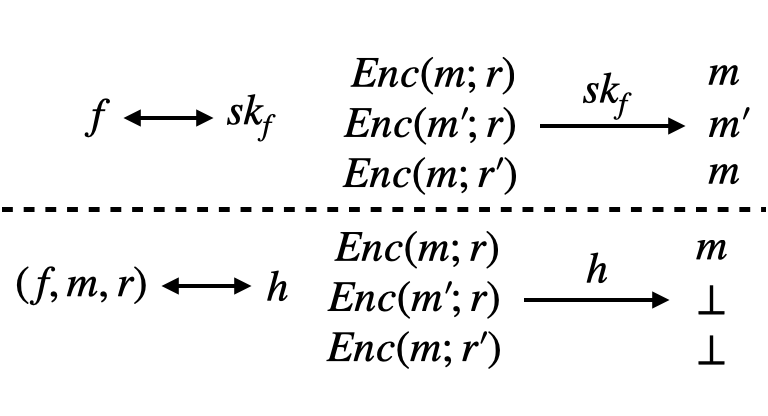 Enc(m; r) m
f ⟷ sk_f Enc(m′; r) sk_f m′
Enc(m; r′) m
Enc(m; r) m
(f, m, r) ⟷ h Enc(m′; r) h ⊥
Enc(m; r′) ⊥